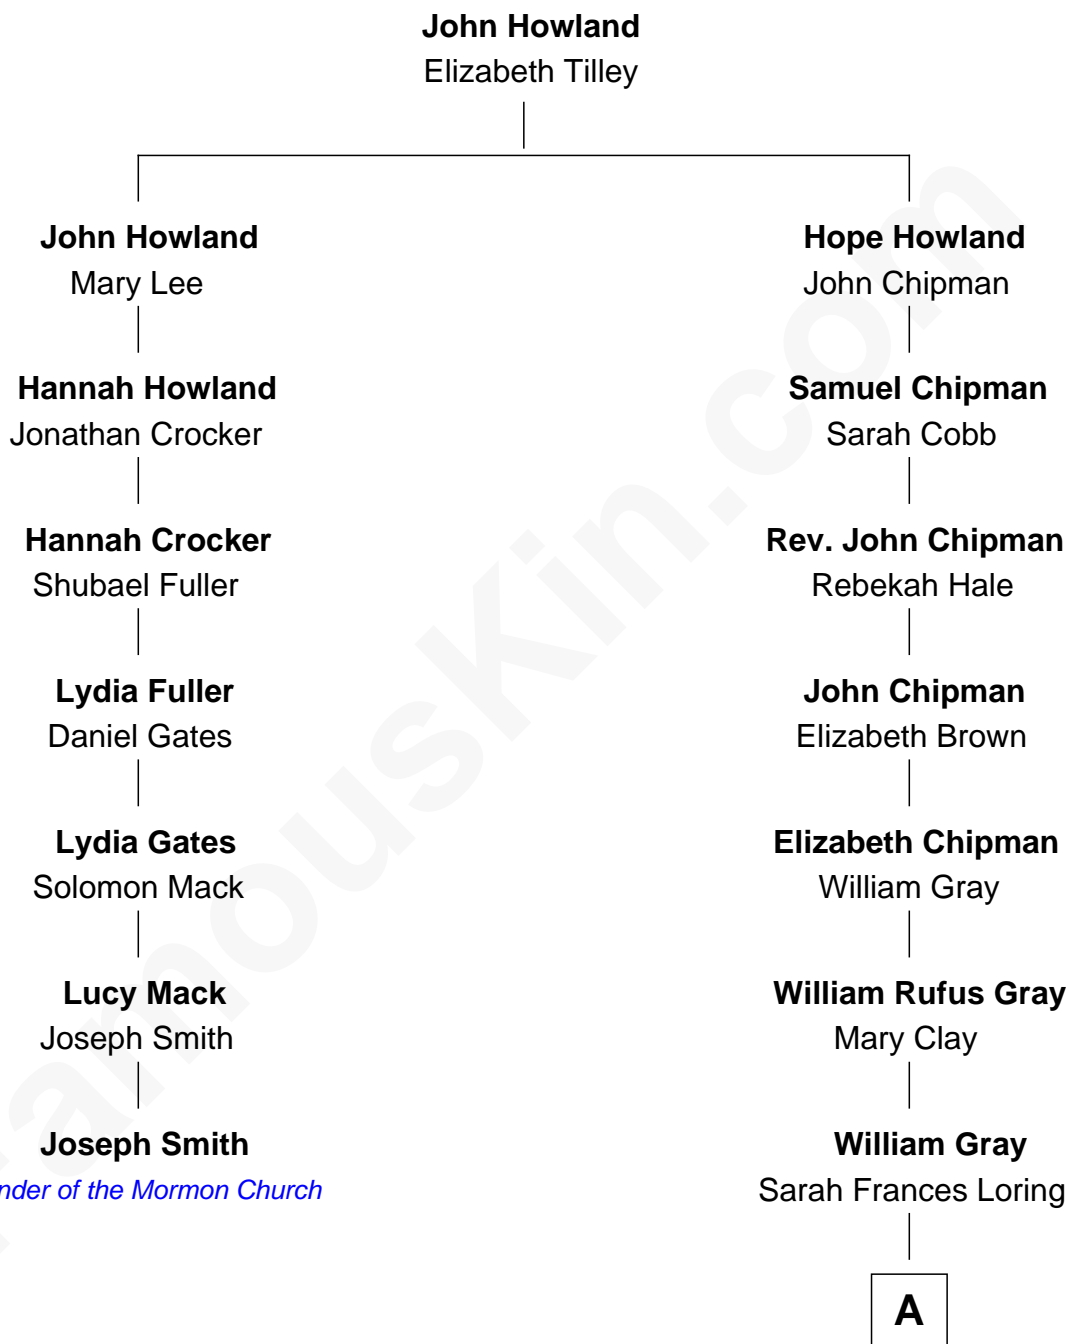 John Howland
Elizabeth Tilley
John Howland
Mary Lee
Hope Howland
John Chipman
Hannah Howland
Jonathan Crocker
Samuel Chipman
Sarah Cobb
Hannah Crocker
Shubael Fuller
Rev. John Chipman
Rebekah Hale
Lydia Fuller
Daniel Gates
John Chipman
Elizabeth Brown
Lydia Gates
Solomon Mack
Elizabeth Chipman
William Gray
Lucy Mack
Joseph Smith
William Rufus Gray
Mary Clay
Joseph Smith
nder of the Mormon Church
William Gray
Sarah Frances Loring
A
FamousKin.com